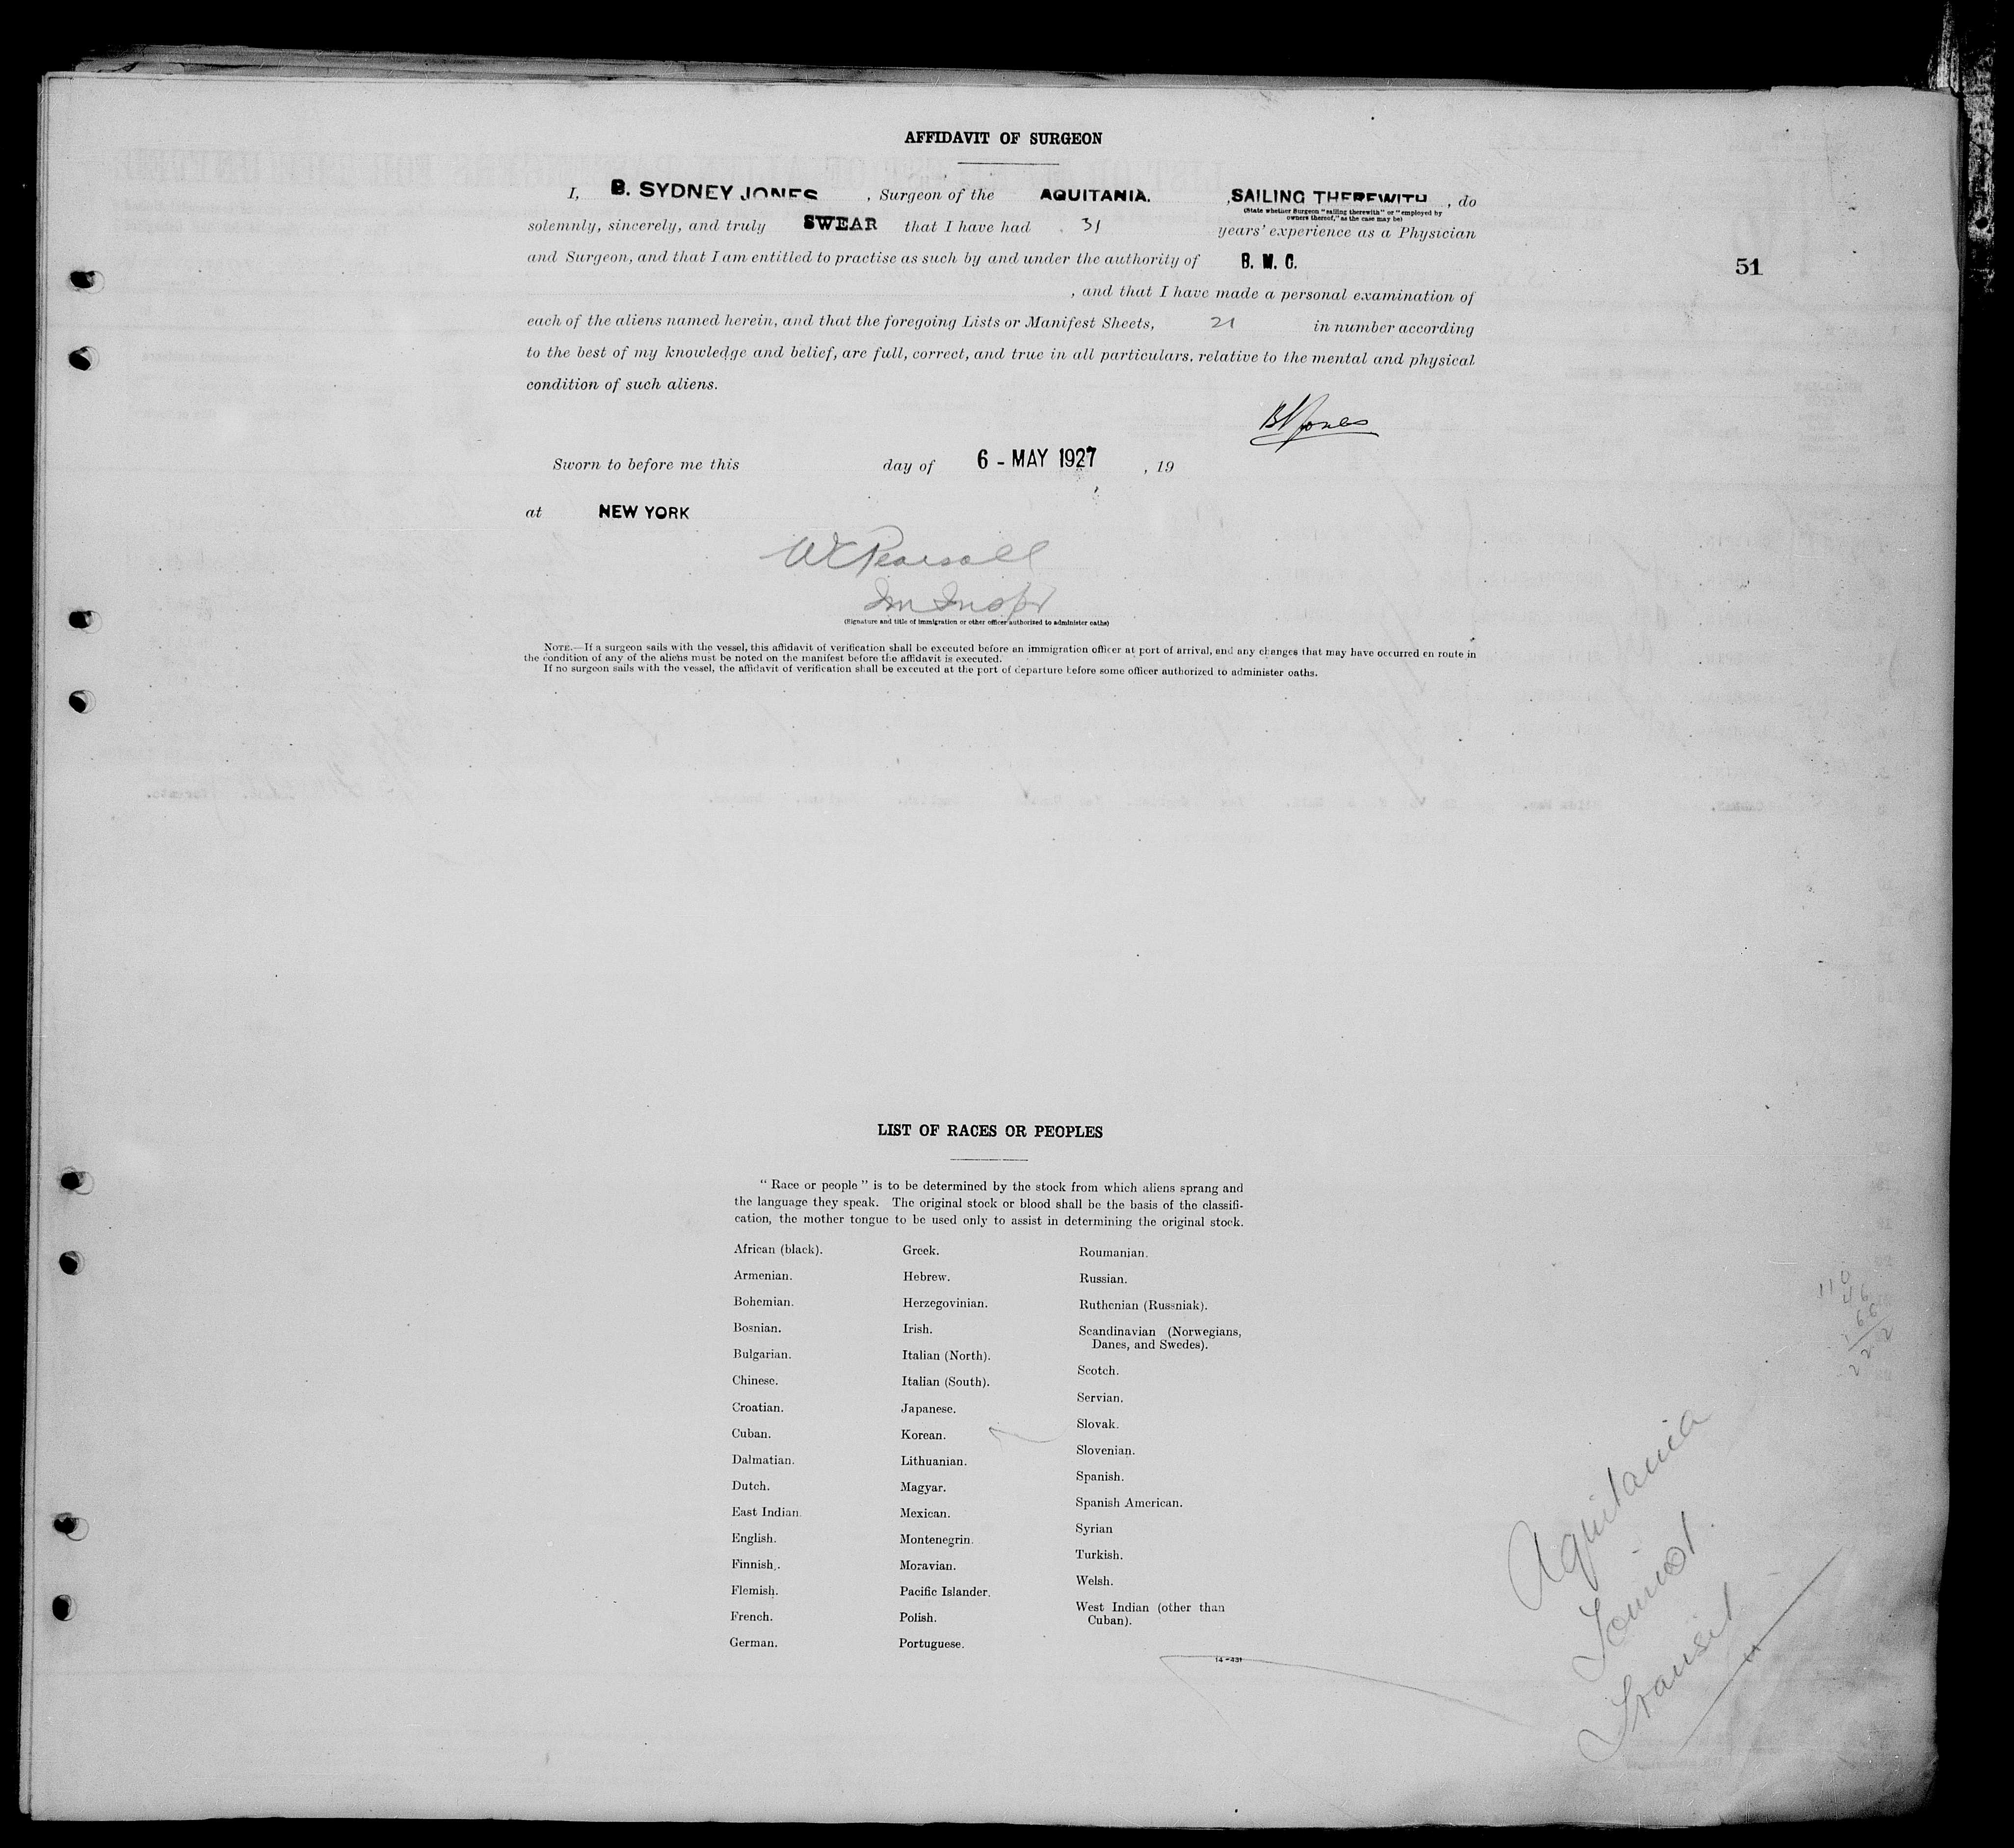 AFFIDAVIT OF SURGEON
I, B. SYDNEY JONES, Surgeon of the AQUITANIA. , SAILING THEREWITH , do
(State whether Surgeon "sailing therewith" or "employed by
owners thereof," as the case may be)
solemnly, sincerely, and truly SWEAR that I have had 31 years' experience as a Physician
and Surgeon, and that I am entitled to practise as such by and under the authority of B. M. C.
, and that I have made a personal examination of
each of the aliens named herein, and that the foregoing Lists or Manifest Sheets, 21 in number according
to the best of my knowledge and belief, are full, correct, and true in all particulars, relative to the mental and physical
condition of such aliens.
51
BSJones
Sworn to before me this day of 6 - MAY 1927 , 19
at NEW YORK
WC Pearsall
Im Inspr
(Signature and title of immigration or other officer authorized to administer oaths)
NOTE.—If a surgeon sails with the vessel, this affidavit of verification shall be executed before an immigration officer at port of arrival, and any changes that may have occurred en route in
the condition of any of the aliens must be noted on the manifest before the affidavit is executed.
If no surgeon sails with the vessel, the affidavit of verification shall be executed at the port of departure before some officer authorized to administer oaths.
LIST OF RACES OR PEOPLES
" Race or people " is to be determined by the stock from which aliens sprang and
the language they speak. The original stock or blood shall be the basis of the classifi-
cation, the mother tongue to be used only to assist in determining the original stock.
African (black).
Armenian.
Bohemian.
Bosnian.
Bulgarian.
Chinese.
Croatian.
Cuban.
Dalmatian.
Dutch.
East Indian.
English.
Finnish.
Flemish.
French.
German.
Greek.
Hebrew.
Herzegovinian.
Irish.
Italian (North).
Italian (South).
Japanese.
Korean.
Lithuanian.
Magyar.
Mexican.
Montenegrin.
Moravian.
Pacific Islander.
Polish.
Portuguese.
Roumanian.
Russian.
Ruthenian (Russniak).
Scandinavian (Norwegians,
Danes, and Swedes).
Scotch.
Servian.
Slovak.
Slovenian.
Spanish.
Spanish American.
Syrian
Turkish.
Welsh.
West Indian (other than
Cuban).
14-431
110
46
66
222
Aquitania
Tourist
Transit